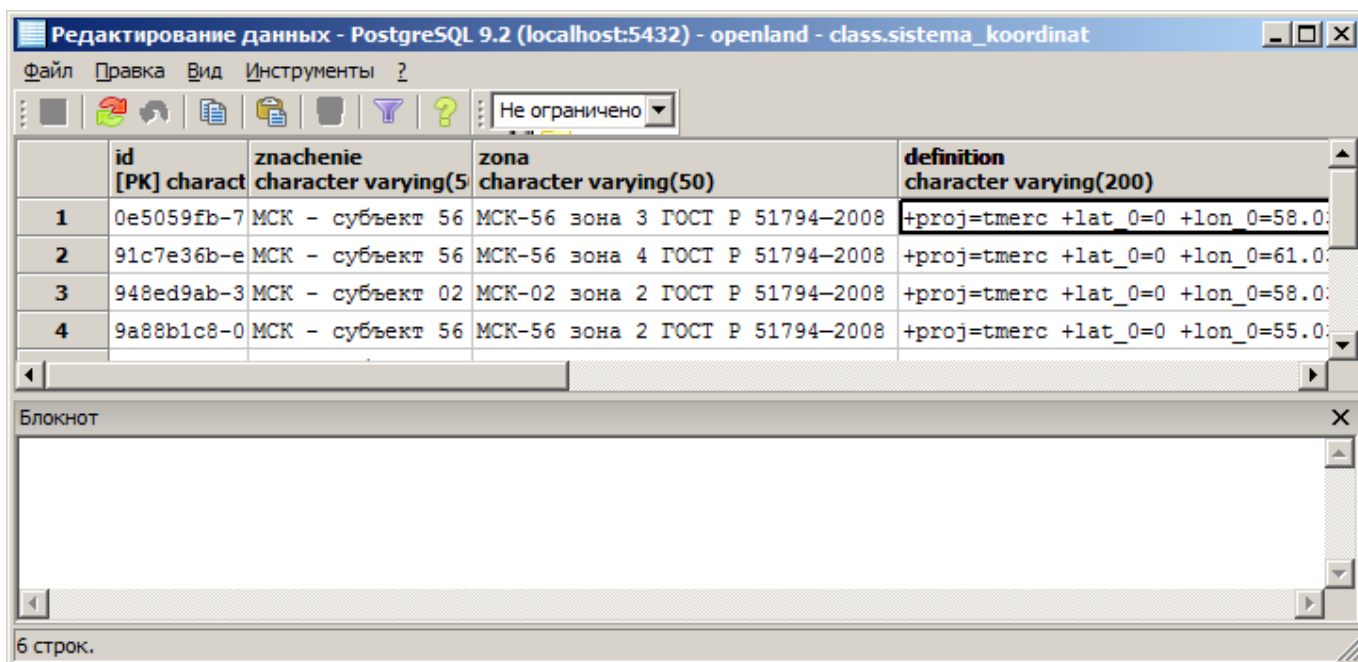 Редактирование данных - PostgreSQL 9.2 (localhost:5432) - openland - class.sistema_koordinat
Файл Правка Вид Инструменты ?
Не ограничено
id znachenie zona definition
[PK] charact character varying(5 character varying(50) character varying(200)
1 0e5059fb-7 МСК - субъект 56 МСК-56 зона 3 ГОСТ Р 51794—2008 +proj=tmerc +lat_0=0 +lon_0=58.03
2 91c7e36b-e МСК - субъект 56 МСК-56 зона 4 ГОСТ Р 51794—2008 +proj=tmerc +lat_0=0 +lon_0=61.03
3 948ed9ab-3 МСК - субъект 02 МСК-02 зона 2 ГОСТ Р 51794—2008 +proj=tmerc +lat_0=0 +lon_0=58.03
4 9a88b1c8-0 МСК - субъект 56 МСК-56 зона 2 ГОСТ Р 51794—2008 +proj=tmerc +lat_0=0 +lon_0=55.03
Блокнот
6 строк.